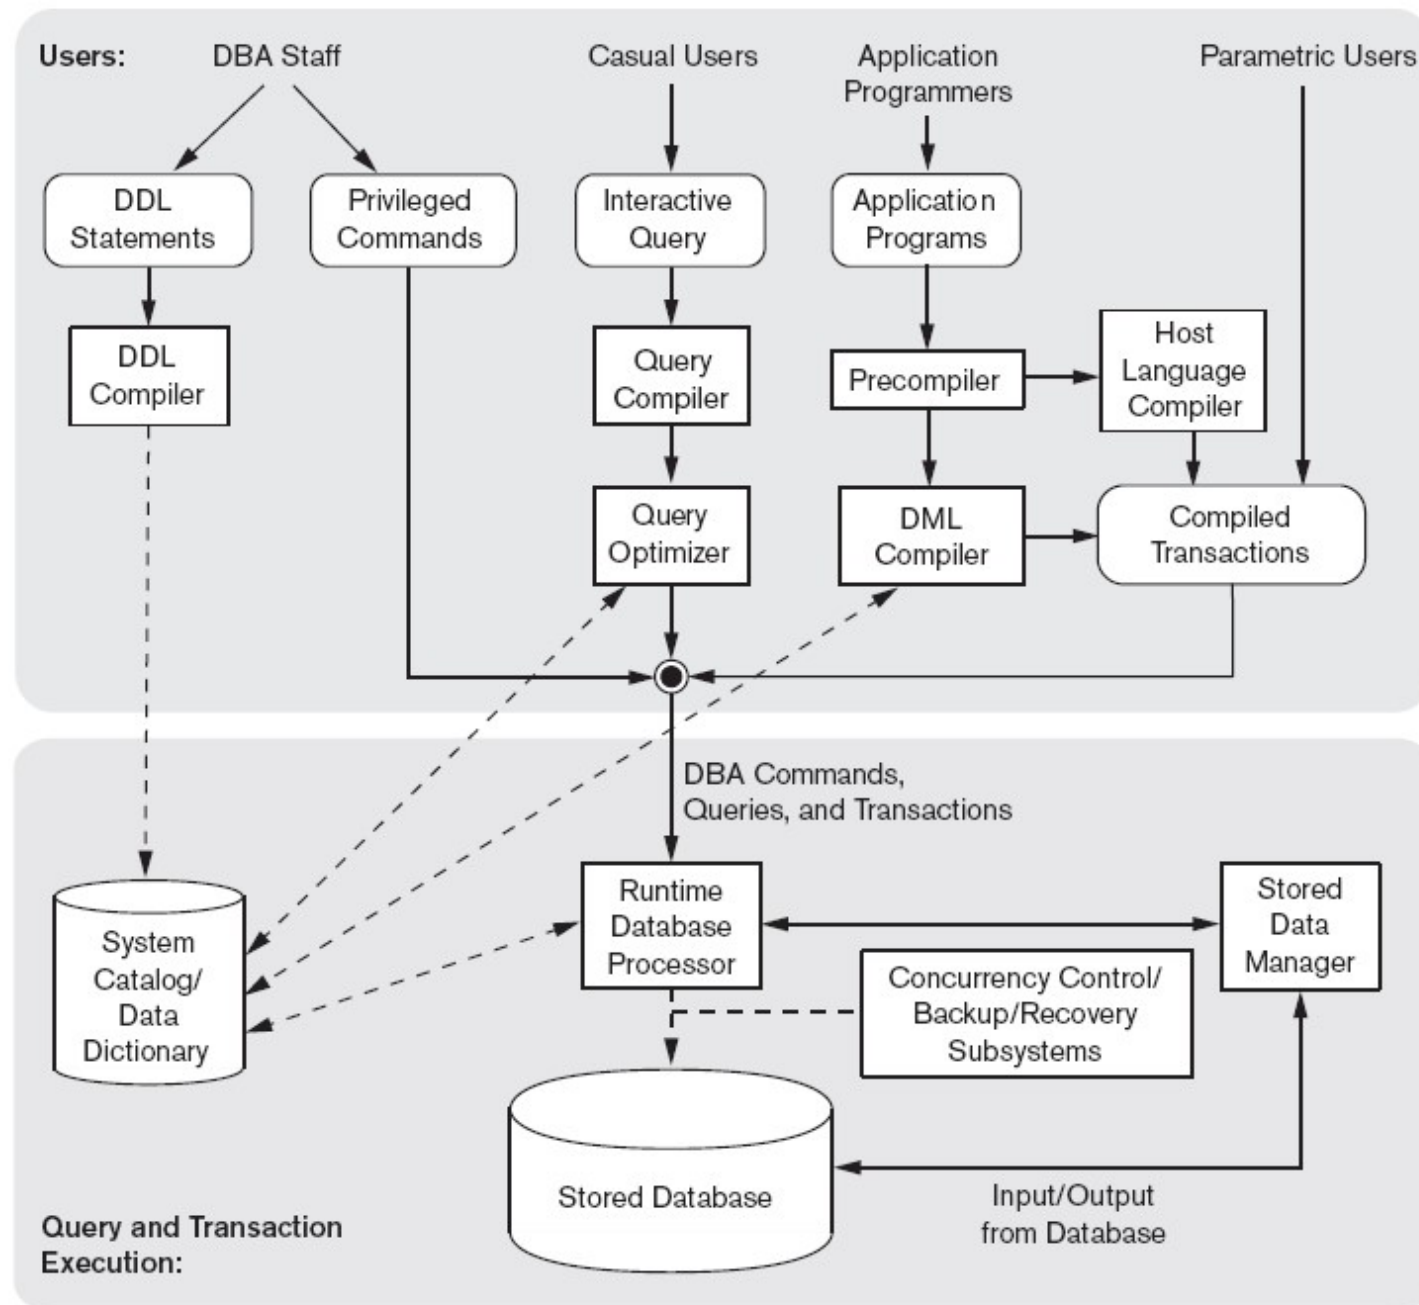 Users:
DBA Staff
Casual Users
Application
Programmers
Parametric Users
DDL
Statements
Privileged
Commands
Interactive
Query
Application
Programs
DDL
Compiler
Query
Compiler
Precompiler
Host
Language
Compiler
Query
Optimizer
DML
Compiler
Compiled
Transactions
DBA Commands,
Queries, and Transactions
System
Catalog/
Data
Dictionary
Runtime
Database
Processor
Stored
Data
Manager
Concurrency Control/
Backup/Recovery
Subsystems
Stored Database
Input/Output
from Database
Query and Transaction
Execution: